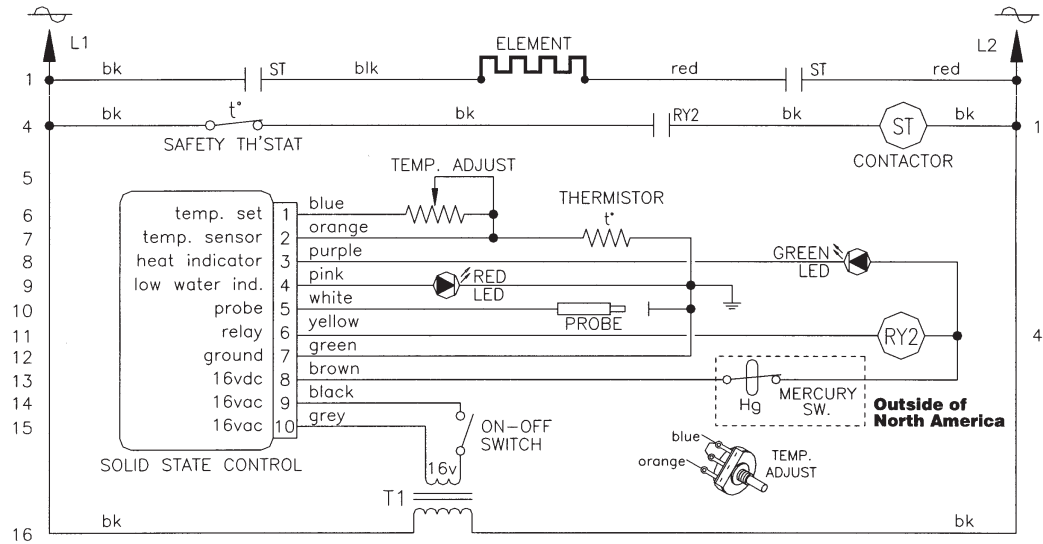 L1 L2
ELEMENT
1 bk ST blk red ST red
t°
4 bk bk RY2 bk ST bk 1
SAFETY TH'STAT CONTACTOR
TEMP. ADJUST
5
THERMISTOR
t°
6 temp. set 1 blue
7 temp. sensor 2 orange
8 heat indicator 3 purple GREEN LED
9 low water ind. 4 pink RED LED
10 probe 5 white PROBE
11 relay 6 yellow RY2 4
12 ground 7 green
13 16vdc 8 brown Hg MERCURY SW.
Outside of
North America
14 16vac 9 black
15 16vac 10 grey ON-OFF SWITCH
blue
orange
TEMP.
ADJUST
SOLID STATE CONTROL
16v
T1
16 bk bk